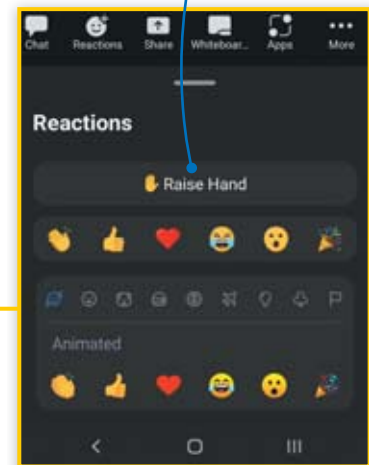 Chat Reactions Share Whiteboar... Apps More
Reactions
Raise Hand
Animated